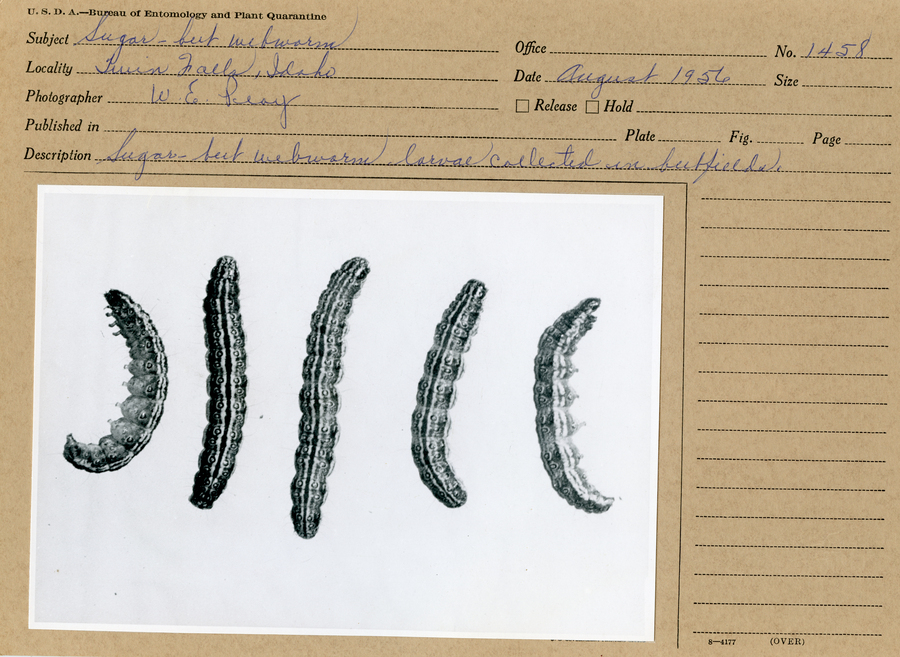 U. S. D. A.—Bureau of Entomology and Plant Quarantine
Subject Sugar-beet webworm
Office No. 1458
Locality Twin Falls, Idaho
Date August 1956 Size
Photographer W E. Peay
Release Hold
Published in Plate Fig. Page
Description Sugar-beet webworm larvae collected in beetfields.
8—4177 (OVER)